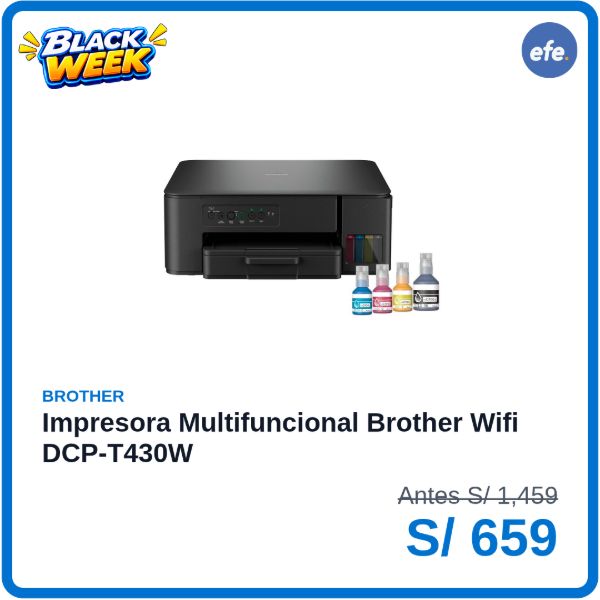 BLACK
WEEK
efe.
BROTHER
Impresora Multifuncional Brother Wifi
DCP-T430W
Antes S/ 1,459
S/ 659